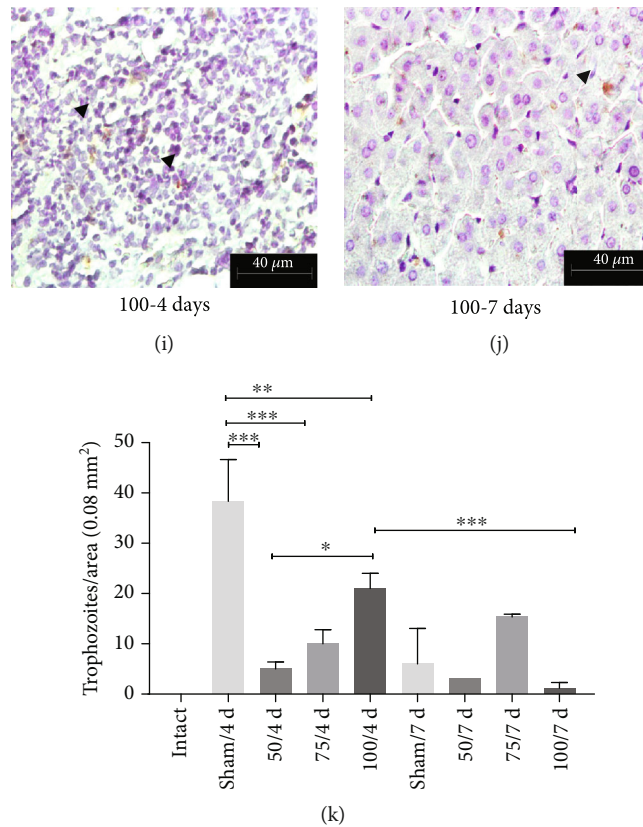 40 μm
40 μm
100-4 days
100-7 days
(i)
(j)
**
***
***
*
***
Trophozoites/area (0.08 mm²)
50
40
30
20
10
0
Intact
Sham/4 d
50/4 d
75/4 d
100/4 d
Sham/7 d
50/7 d
75/7 d
100/7 d
(k)